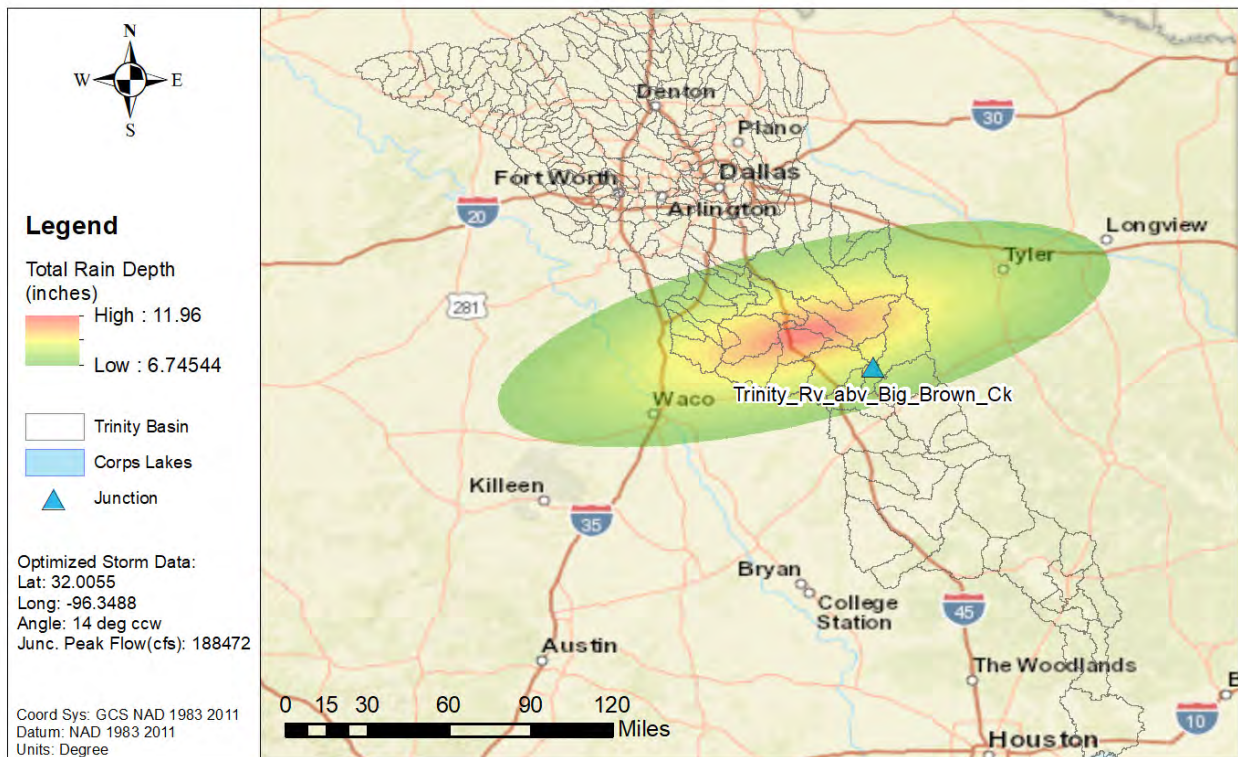 N
W E
S
Legend
Total Rain Depth
(inches)
High : 11.96
Low : 6.74544
Trinity Basin
Corps Lakes
Junction
Optimized Storm Data:
Lat: 32.0055
Long: -96.3488
Angle: 14 deg ccw
Junc. Peak Flow(cfs): 188472
Coord Sys: GCS NAD 1983 2011
Datum: NAD 1983 2011
Units: Degree
Denton
Plano
30
Dallas
Fort Worth
20
Arlington
Longview
Tyler
281
Trinity_Rv_abv_Big_Brown_Ck
Waco
Killeen
35
Bryan
College
Station
45
Austin
The Woodlands
B
10
Houston
0 15 30 60 90 120
Miles